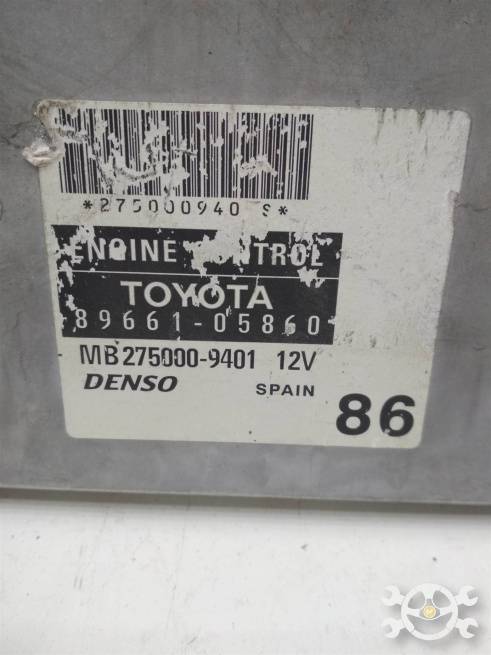 *275000940 S*
ENGINE CONTROL
TOYOTA
89661-05860
MB275000-9401 12V
DENSO SPAIN 86